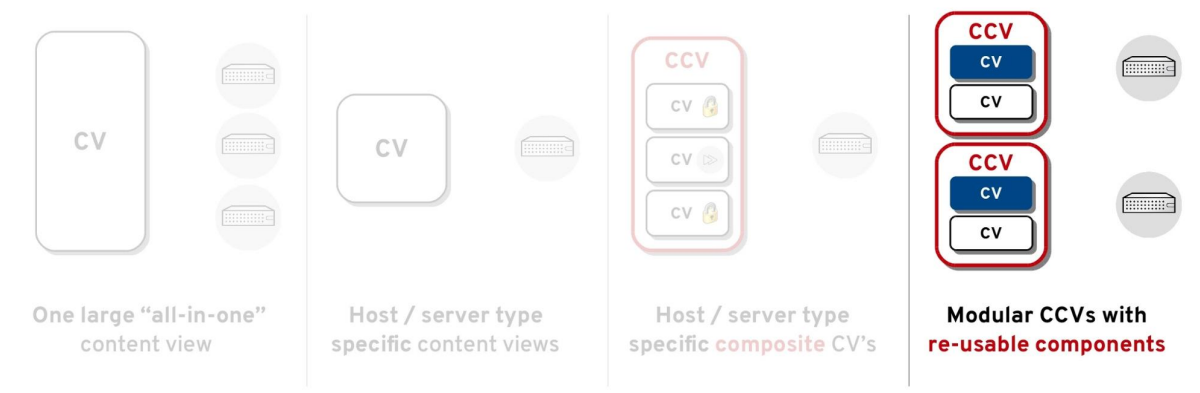 CV
One large “all-in-one”
content view
CV
Host / server type
specific content views
CCV
CV
CV
CV
Host / server type
specific composite CV's
CCV
CV
CV
CCV
CV
CV
Modular CCVs with
re-usable components